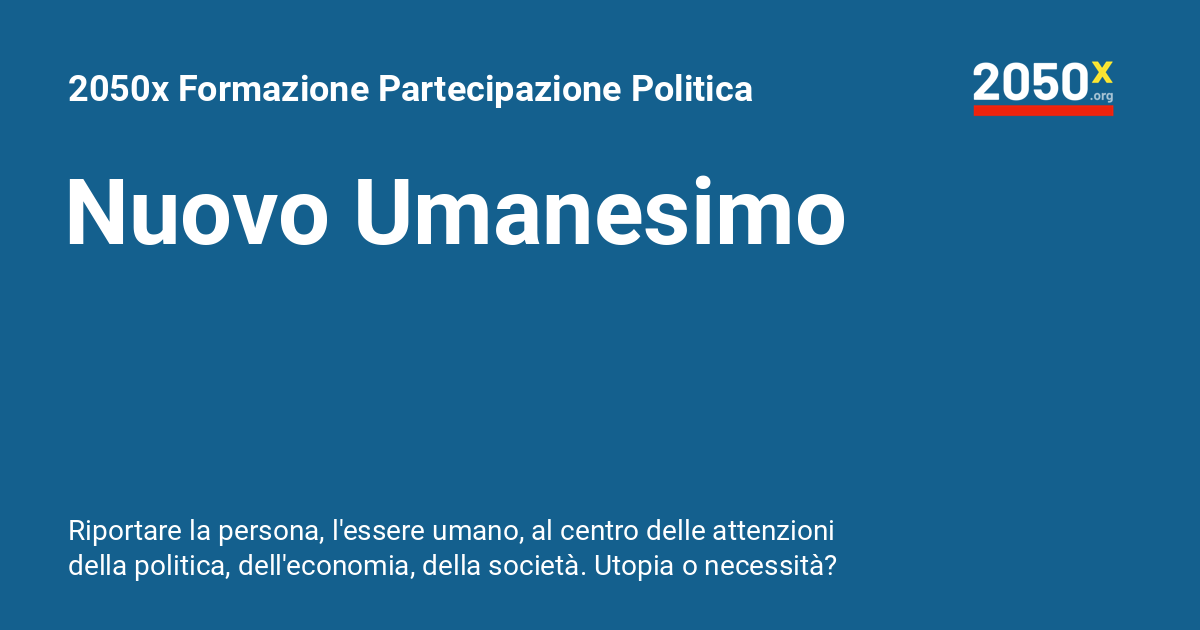 2050x Formazione Partecipazione Politica
2050x
.org
Nuovo Umanesimo
Riportare la persona, l'essere umano, al centro delle attenzioni
della politica, dell'economia, della società. Utopia o necessità?